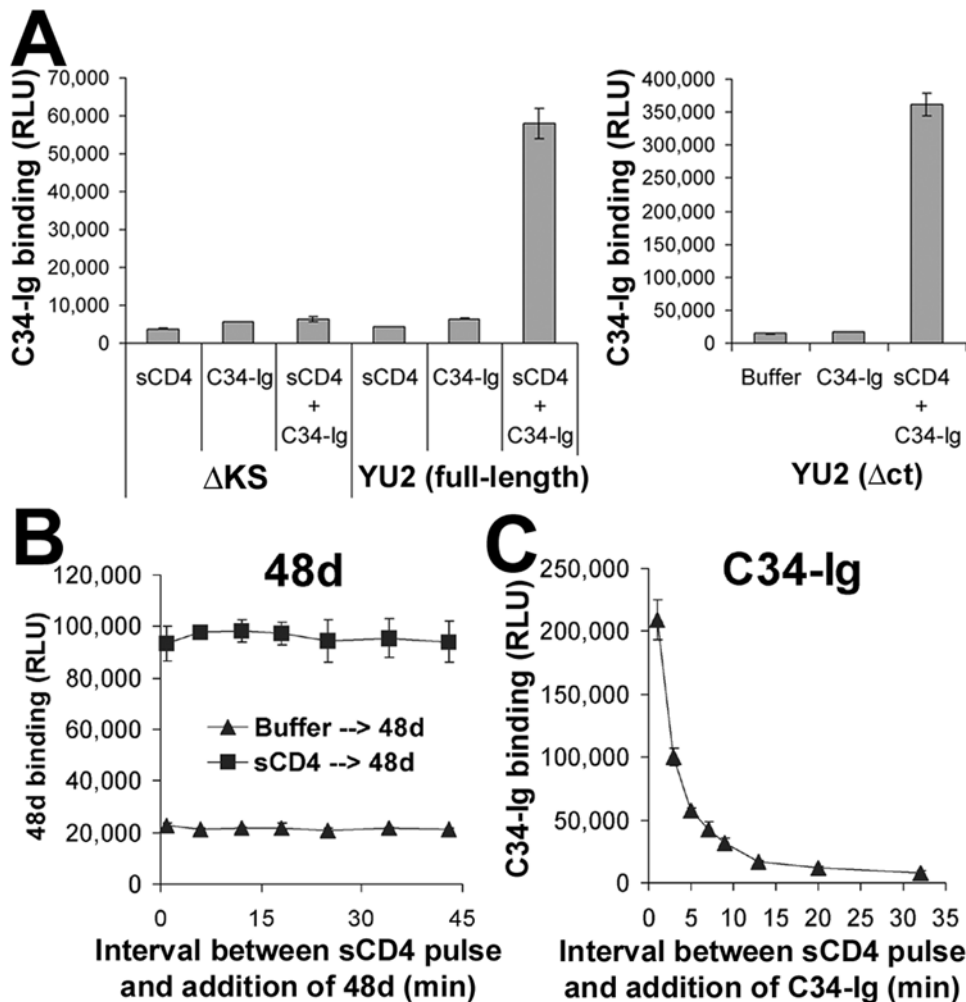 A
C34-Ig binding (RLU)
70,000
60,000
50,000
40,000
30,000
20,000
10,000
0
sCD4
C34-Ig
sCD4
+
C34-Ig
sCD4
C34-Ig
sCD4
+
C34-Ig
ΔKS
YU2 (full-length)
C34-Ig binding (RLU)
400,000
350,000
300,000
250,000
200,000
150,000
100,000
50,000
0
Buffer
C34-Ig
sCD4
+
C34-Ig
YU2 (Δct)
B
48d
48d binding (RLU)
120,000
100,000
80,000
60,000
40,000
20,000
0
Buffer --> 48d
sCD4 --> 48d
0 15 30 45
Interval between sCD4 pulse
and addition of 48d (min)
C
C34-Ig
C34-Ig binding (RLU)
250,000
200,000
150,000
100,000
50,000
0
0 5 10 15 20 25 30 35
Interval between sCD4 pulse
and addition of C34-Ig (min)